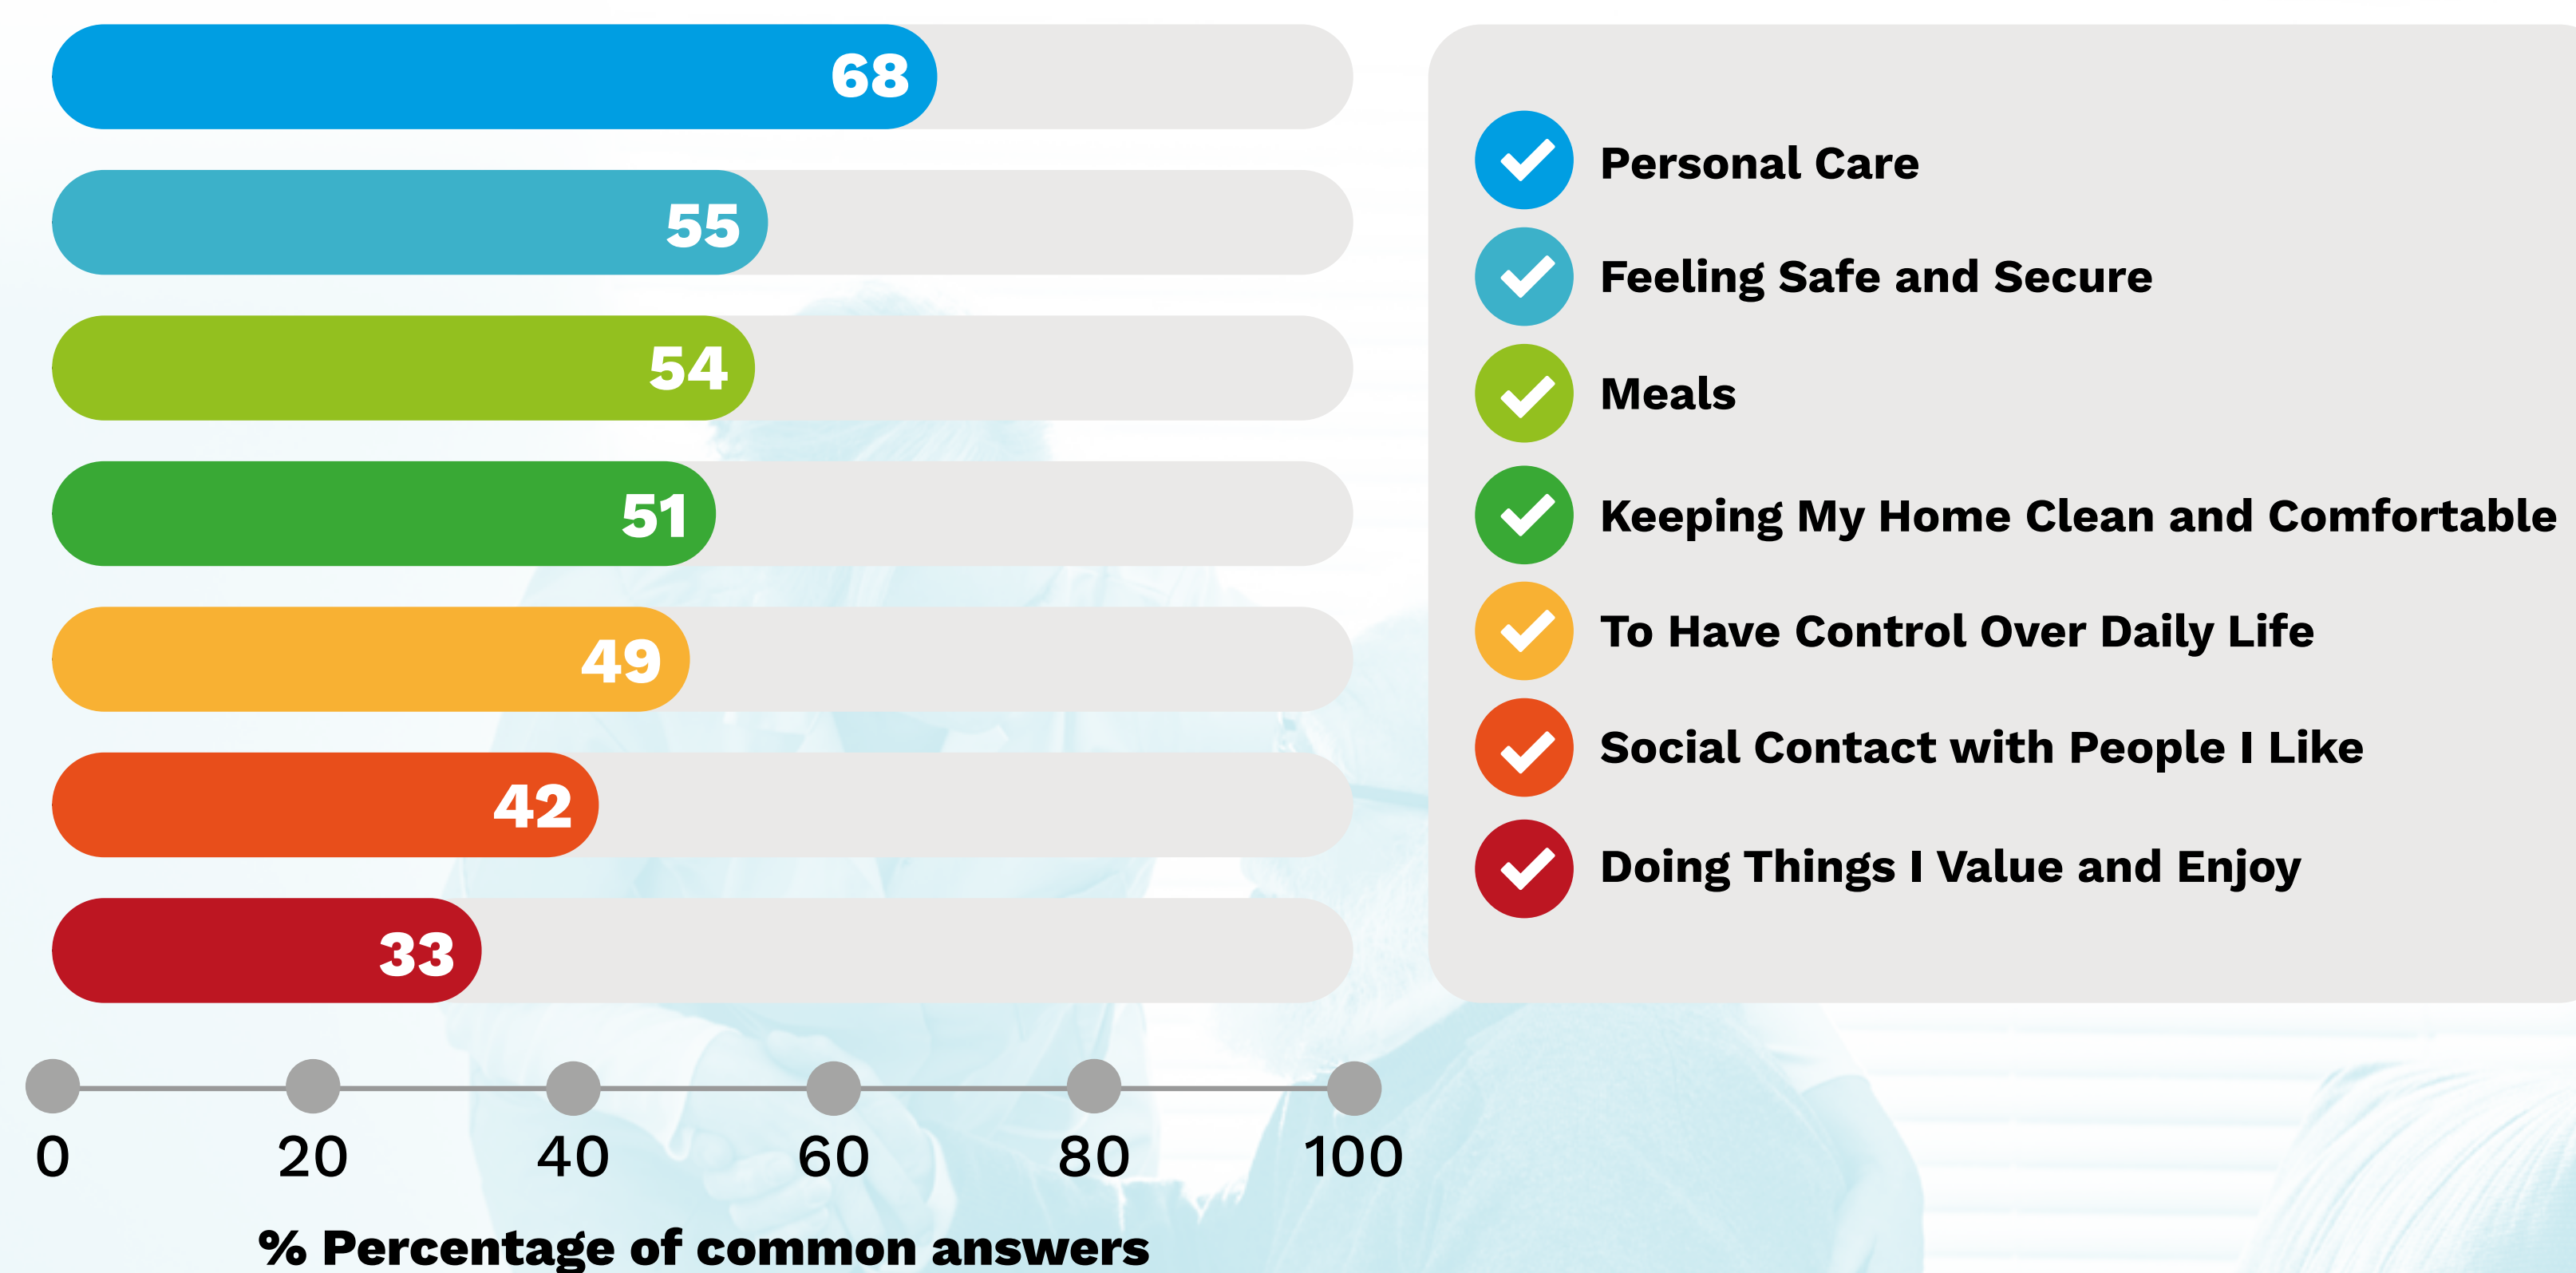 68
55
54
51
49
42
33
0 20 40 60 80 100
% Percentage of common answers
Personal Care
Feeling Safe and Secure
Meals
Keeping My Home Clean and Comfortable
To Have Control Over Daily Life
Social Contact with People I Like
Doing Things I Value and Enjoy